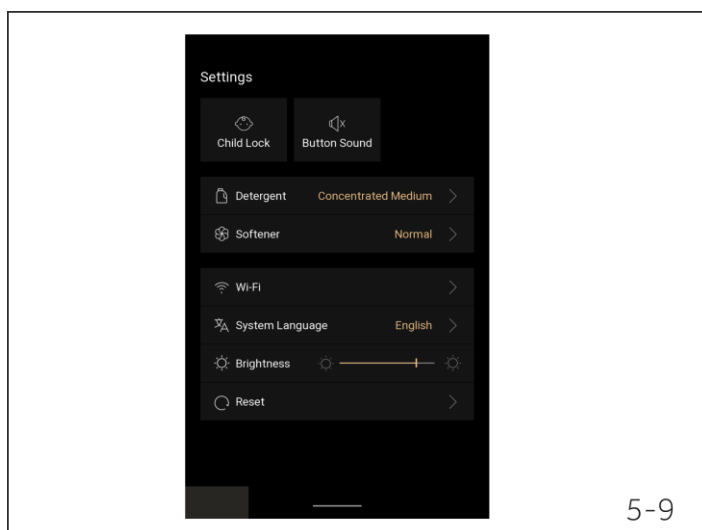 Settings
Child Lock Button Sound
Detergent Concentrated Medium
Softener Normal
Wi-Fi
System Language English
Brightness
Reset
5-9